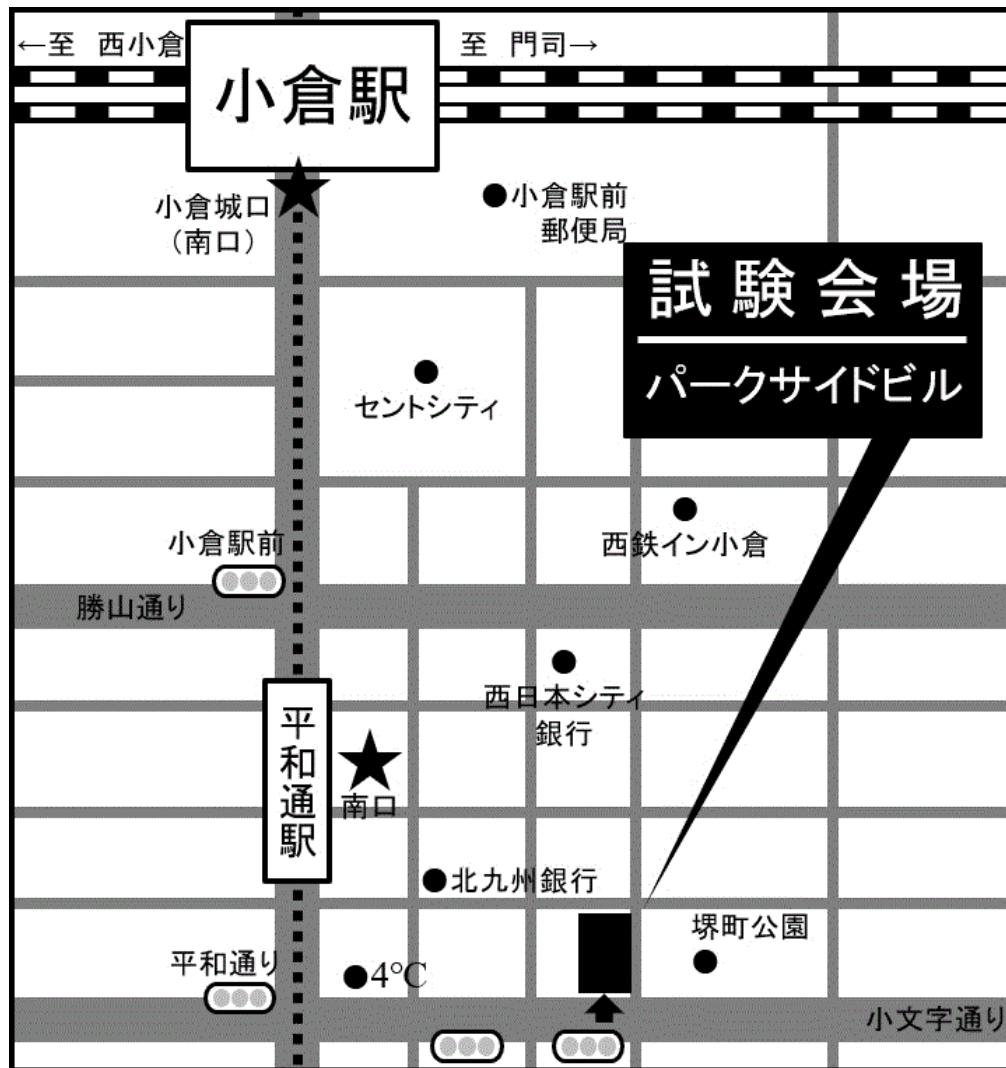 ←至 西小倉
至 門司→
小倉駅
小倉城口
（南口）
小倉駅前
郵便局
試験会場
パークサイドビル
セントシティ
西鉄イン小倉
小倉駅前
勝山通り
西日本シティ
銀行
平和通駅
南口
北九州銀行
堺町公園
平和通り
4℃
小文字通り